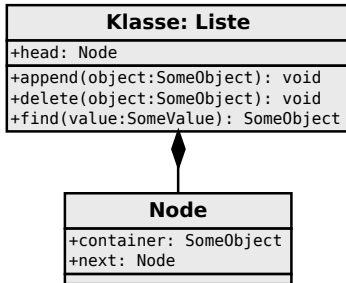 Klasse: Liste
+head: Node
+append(object:SomeObject): void
+delete(object:SomeObject): void
+find(value:SomeValue): SomeObject
Node
+container: SomeObject
+next: Node